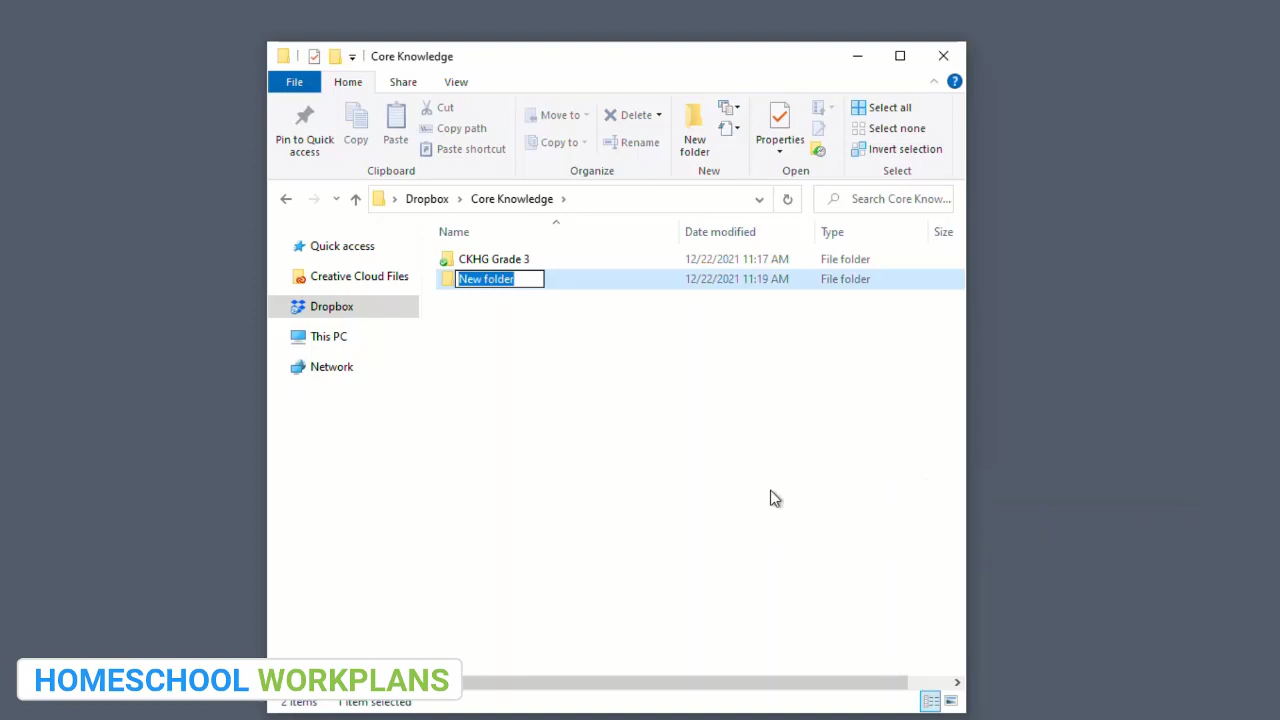 Core Knowledge
File Home Share View
Pin to Quick access
Copy
Paste
Cut
Copy path
Paste shortcut
Clipboard
Move to
Copy to
Delete
Rename
Organize
New folder
New
Properties
Open
Select all
Select none
Invert selection
Select
Dropbox > Core Knowledge >
Search Core Know...
Quick access
Creative Cloud Files
Dropbox
This PC
Network
Name Date modified Type Size
CKHG Grade 3 12/22/2021 11:17 AM File folder
New folder 12/22/2021 11:19 AM File folder
HOMESCHOOL WORKPLANS
2 items 1 item selected